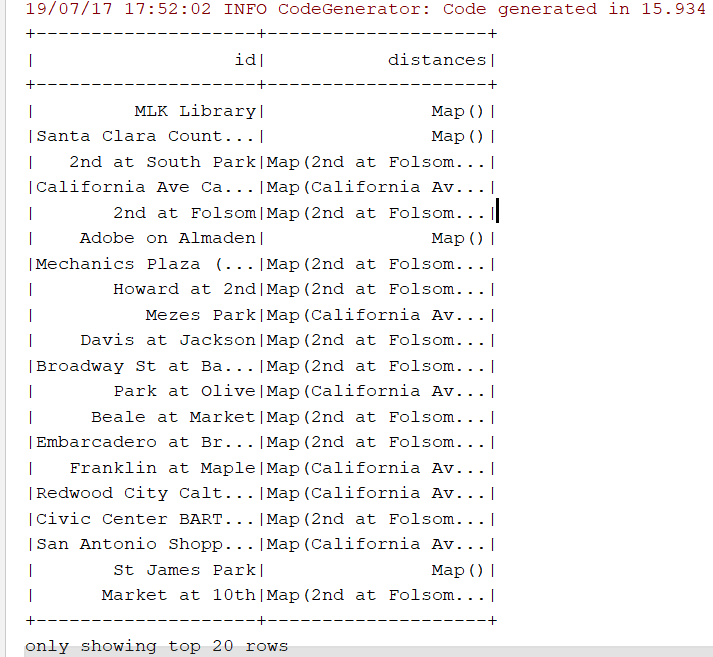 19/07/17 17:52:02 INFO CodeGenerator: Code generated in 15.934
+--------------------+--------------------+
|                  id|           distances|
+--------------------+--------------------+
|         MLK Library|               Map()|
|Santa Clara Count...|               Map()|
|   2nd at South Park|Map(2nd at Folsom...|
|California Ave Ca...|Map(California Av...|
|       2nd at Folsom|Map(2nd at Folsom...|
|    Adobe on Almaden|               Map()|
|Mechanics Plaza (...|Map(2nd at Folsom...|
|       Howard at 2nd|Map(2nd at Folsom...|
|          Mezes Park|Map(California Av...|
|    Davis at Jackson|Map(2nd at Folsom...|
|Broadway St at Ba...|Map(2nd at Folsom...|
|       Park at Olive|Map(California Av...|
|     Beale at Market|Map(2nd at Folsom...|
|Embarcadero at Br...|Map(2nd at Folsom...|
|   Franklin at Maple|Map(California Av...|
|Redwood City Calt...|Map(California Av...|
|Civic Center BART...|Map(2nd at Folsom...|
|San Antonio Shopp...|Map(California Av...|
|       St James Park|               Map()|
|      Market at 10th|Map(2nd at Folsom...|
+--------------------+--------------------+
only showing top 20 rows